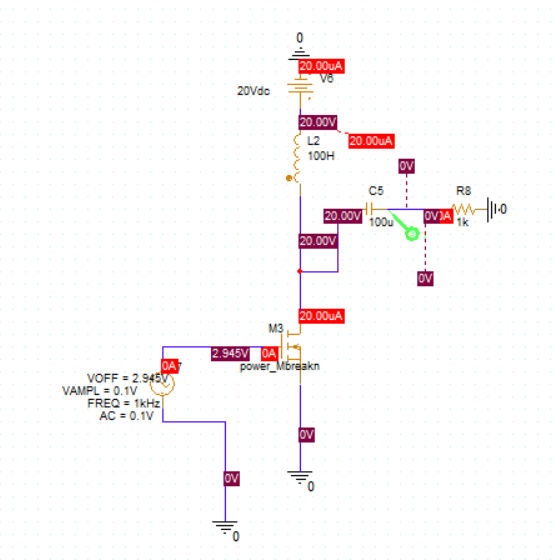 0
20.00uA
V6
20Vdc
20.00V
20.00uA
L2
100H
0V
C5
R8
20.00V
0V
0A
0
100u
1k
20.00V
0V
20.00uA
M3
2.945V
0A
0A
power_Mbreakn
VOFF = 2.945V
VAMPL = 0.1V
FREQ = 1kHz
AC = 0.1V
0V
0V
0
0